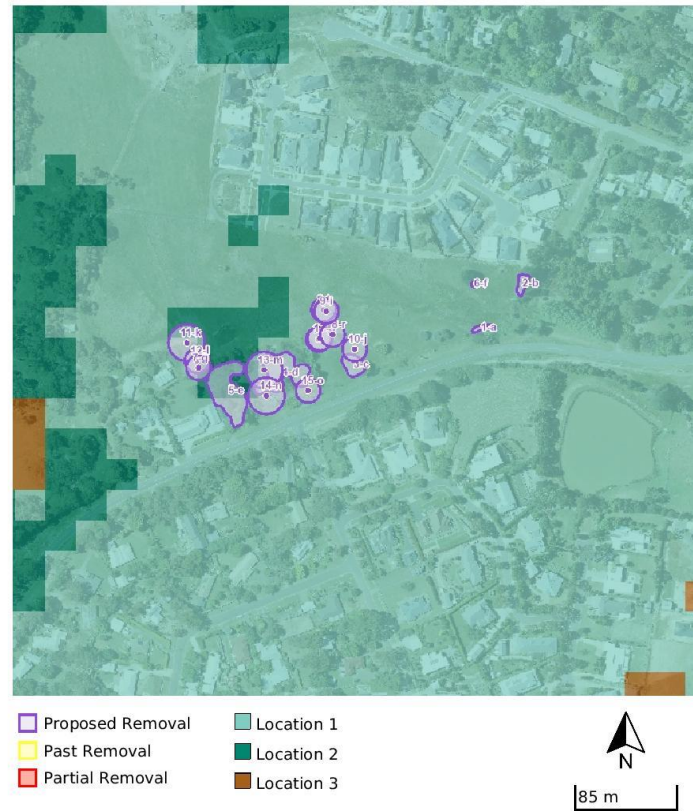 6-f
2-b
1-a
11-k
10-j
12-l
13-m
5-e
14-n
15-o
Proposed Removal
Past Removal
Partial Removal
Location 1
Location 2
Location 3
N
85 m